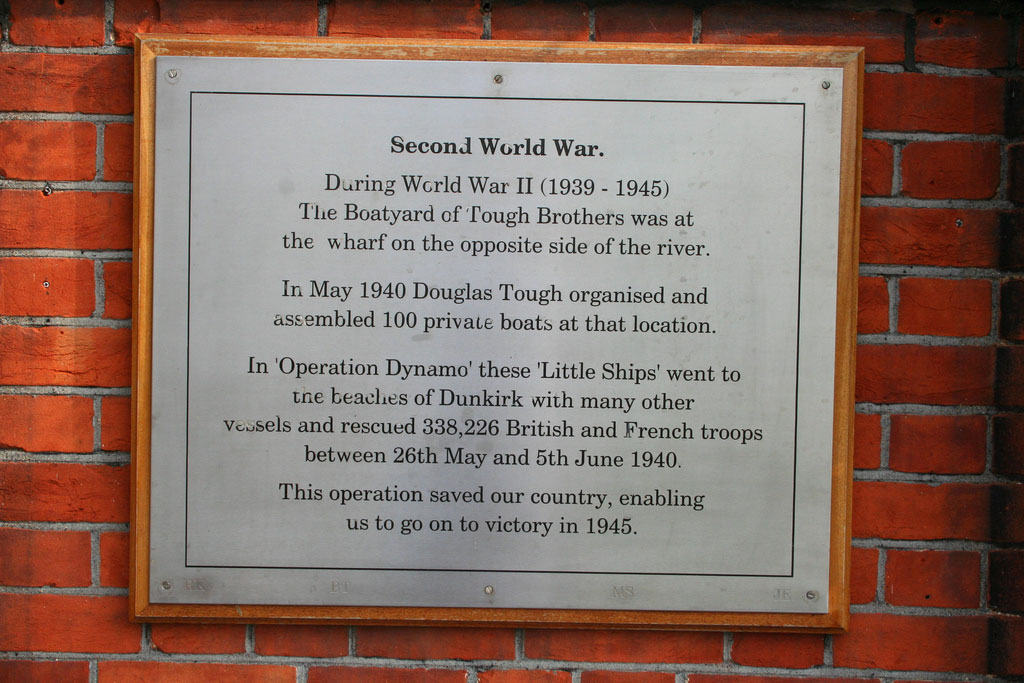 Second World War.
During World War II (1939 - 1945)
The Boatyard of Tough Brothers was at
the wharf on the opposite side of the river.
In May 1940 Douglas Tough organised and
assembled 100 private boats at that location.
In 'Operation Dynamo' these 'Little Ships' went to
the beaches of Dunkirk with many other
vessels and rescued 338,226 British and French troops
between 26th May and 5th June 1940.
This operation saved our country, enabling
us to go on to victory in 1945.
BT MS